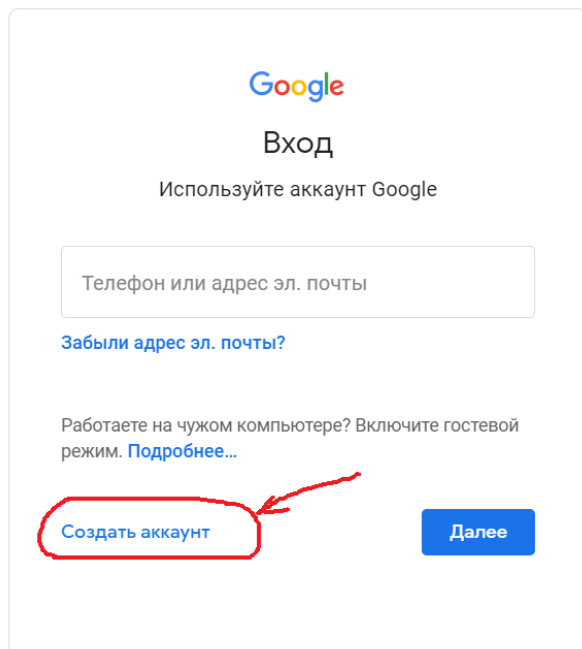 Google
Вход
Используйте аккаунт Google
Телефон или адрес эл. почты
Забыли адрес эл. почты?
Работаете на чужом компьютере? Включите гостевой
режим. Подробнее...
Создать аккаунт
Далее